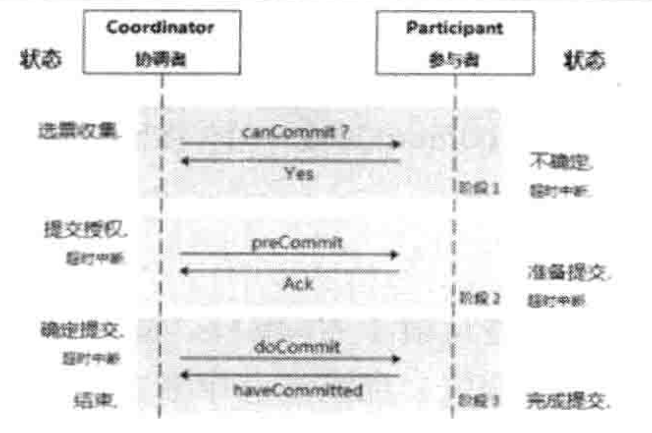 Coordinator
协调者
Participant
参与者
状态
状态
选票收集.
canCommit ?
Yes
不确定.
阶段 1
超时中断.
提交授权.
超时中断
preCommit
Ack
准备提交.
阶段 2
超时中断.
确定提交.
超时中断
doCommit
haveCommitted
结束.
阶段 3
完成提交.